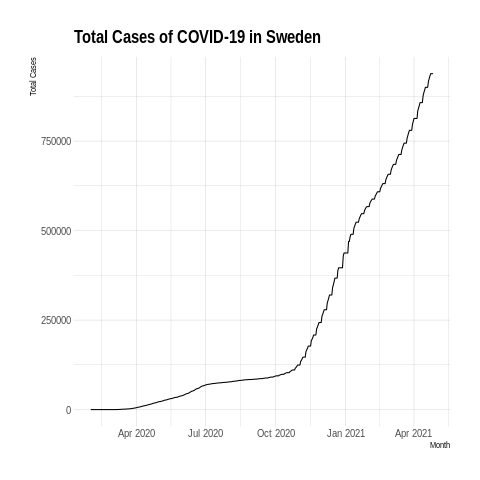 Total Cases of COVID-19 in Sweden
Total Cases
750000
500000
250000
0
Apr 2020 Jul 2020 Oct 2020 Jan 2021 Apr 2021
Month